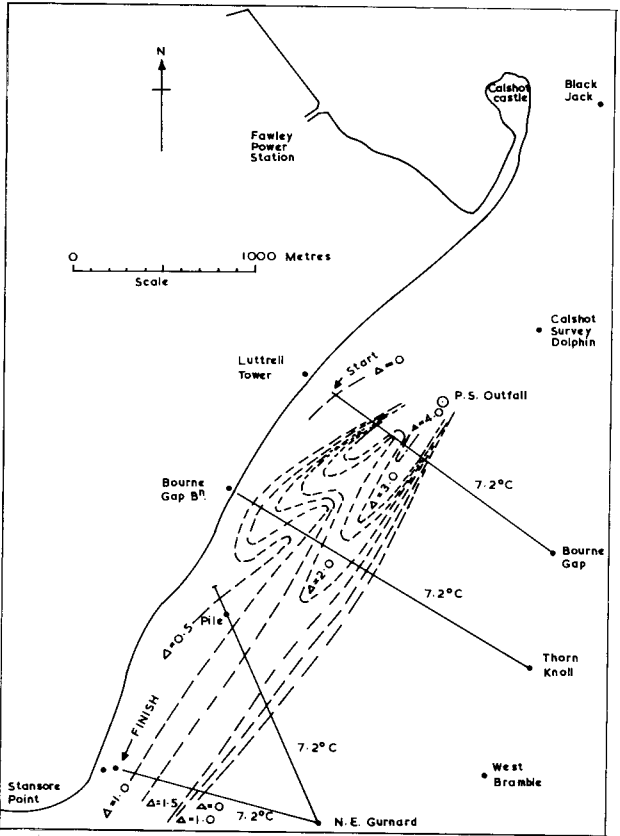 N
Calshot
castle
Black
Jack
Fawley
Power
Station
0 1000 Metres
Scale
Calshot
Survey
Dolphin
Luttrell
Tower
Start
Δ=0
P.S. Outfall
Δ=4.0
Bourne
Gap Bⁿ.
Δ=3.0
7.2°C
Bourne
Gap
Δ=2.0
7.2°C
Δ=0.5
Pile
Thorn
Knoll
FINISH
7.2°C
West
Bramble
Stansore
Point
Δ=1.0
Δ=1.5
Δ=0
Δ=1.0
7.2°C
N.E. Gurnard